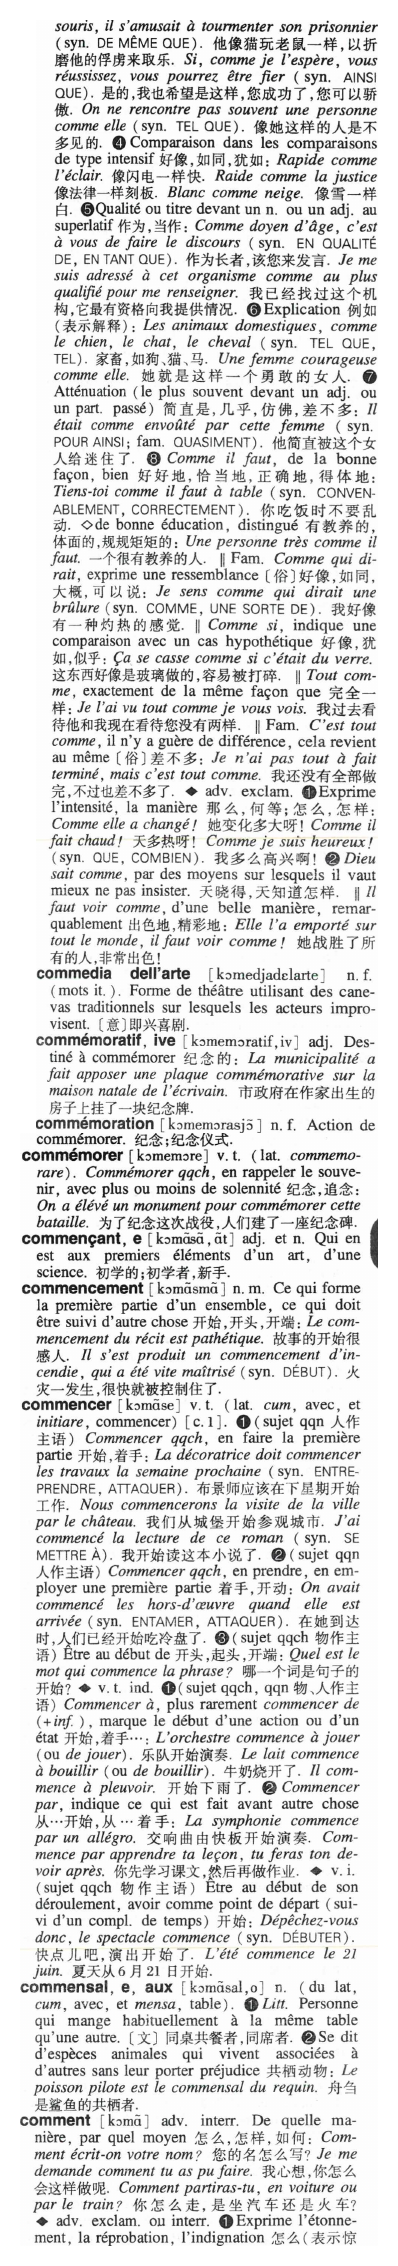 souris, il s'amusait à tourmenter son prisonnier
(syn. DE MÊME QUE). 他像猫玩老鼠一样,以折
磨他的俘虏来取乐. Si, comme je l'espère, vous
réussissez, vous pourrez être fier (syn. AINSI
QUE). 是的,我也希望是这样,您成功了,您可以骄
傲. On ne rencontre pas souvent une personne
comme elle (syn. TEL QUE). 像她这样的人是不
多见的. ❹ Comparaison dans les comparaisons
de type intensif 好像,如同,犹如: Rapide comme
l'éclair. 像闪电一样快. Raide comme la justice
像法律一样刻板. Blanc comme neige. 像雪一样
白. ❺Qualité ou titre devant un n. ou un adj. au
superlatif 作为,当作: Comme doyen d'âge, c'est
à vous de faire le discours (syn. EN QUALITÉ
DE, EN TANT QUE). 作为长者,该您来发言. Je me
suis adressé à cet organisme comme au plus
qualifié pour me renseigner. 我已经找过这个机
构,它最有资格向我提供情况. ❻Explication 例如
(表示解释): Les animaux domestiques, comme
le chien, le chat, le cheval (syn. TEL QUE,
TEL). 家畜,如狗、猫、马. Une femme courageuse
comme elle. 她就是这样一个勇敢的女人. ❼
Atténuation (le plus souvent devant un adj. ou
un part. passé) 简直是,几乎,仿佛,差不多: Il
était comme envoûté par cette femme (syn.
POUR AINSI; fam. QUASIMENT). 他简直被这个女
人给迷住了. ❽ Comme il faut, de la bonne
façon, bien 好好地,恰当地,正确地,得体地:
Tiens-toi comme il faut à table (syn. CONVEN-
ABLEMENT, CORRECTEMENT). 你吃饭时不要乱
动. ◇de bonne éducation, distingué 有教养的,
体面的,规规矩矩的: Une personne très comme il
faut. 一个很有教养的人. ‖ Fam. Comme qui di-
rait, exprime une ressemblance〔俗〕好像,如同,
大概,可以说: Je sens comme qui dirait une
brûlure (syn. COMME, UNE SORTE DE). 我好像
有一种灼热的感觉. ‖ Comme si, indique une
comparaison avec un cas hypothétique 好像,犹
如,似乎: Ça se casse comme si c'était du verre.
这东西好像是玻璃做的,容易被打碎. ‖ Tout com-
me, exactement de la même façon que 完全一
样: Je l'ai vu tout comme je vous vois. 我过去看
待他和我现在看待您没有两样. ‖ Fam. C'est tout
comme, il n'y a guère de différence, cela revient
au même〔俗〕差不多: Je n'ai pas tout à fait
terminé, mais c'est tout comme. 我还没有全部做
完,不过也差不多了. ◆ adv. exclam. ❶Exprime
l'intensité, la manière 那么,何等;怎么,怎样:
Comme elle a changé! 她变化多大呀! Comme il
fait chaud! 天多热呀! Comme je suis heureux!
(syn. QUE, COMBIEN). 我多么高兴啊! ❷ Dieu
sait comme, par des moyens sur lesquels il vaut
mieux ne pas insister. 天晓得,天知道怎样. ‖ Il
faut voir comme, d'une belle manière, remar-
quablement 出色地,精彩地: Elle l'a emporté sur
tout le monde, il faut voir comme! 她战胜了所
有的人,非常出色!
commedia dell'arte [kɔmedjadɛlarte] n. f.
(mots it.). Forme de théâtre utilisant des cane-
vas traditionnels sur lesquels les acteurs impro-
visent.〔意〕即兴喜剧.
commémoratif, ive [kɔmemɔratif,iv] adj. Des-
tiné à commémorer 纪念的: La municipalité a
fait apposer une plaque commémorative sur la
maison natale de l'écrivain. 市政府在作家出生的
房子上挂了一块纪念牌.
commémoration [kɔmemɔrasjɔ̃] n. f. Action de
commémorer. 纪念;纪念仪式.
commémorer [kɔmemɔre] v. t. (lat. commemo-
rare). Commémorer qqch, en rappeler le souve-
nir, avec plus ou moins de solennité 纪念,追念:
On a élévé un monument pour commémorer cette
bataille. 为了纪念这次战役,人们建了一座纪念碑.
commençant, e [kɔmɑ̃sɑ̃, ɑ̃t] adj. et n. Qui en
est aux premiers éléments d'un art, d'une
science. 初学的;初学者,新手.
commencement [kɔmɑ̃smɑ̃] n. m. Ce qui forme
la première partie d'un ensemble, ce qui doit
être suivi d'autre chose 开始,开头,开端: Le com-
mencement du récit est pathétique. 故事的开始很
感人. Il s'est produit un commencement d'in-
cendie, qui a été vite maîtrisé (syn. DÉBUT). 火
灾一发生,很快就被控制住了.
commencer [kɔmɑ̃se] v. t. (lat. cum, avec, et
initiare, commencer) [c. 1]. ❶(sujet qqn 人作
主语) Commencer qqch, en faire la première
partie 开始,着手: La décoratrice doit commencer
les travaux la semaine prochaine (syn. ENTRE-
PRENDRE, ATTAQUER). 布景师应该在下星期开始
工作. Nous commencerons la visite de la ville
par le château. 我们从城堡开始参观城市. J'ai
commencé la lecture de ce roman (syn. SE
METTRE À). 我开始读这本小说了. ❷(sujet qqn
人作主语) Commencer qqch, en prendre, en em-
ployer une première partie 着手,开动: On avait
commencé les hors-d'œuvre quand elle est
arrivée (syn. ENTAMER, ATTAQUER). 在她到达
时,人们已经开始吃冷盘了. ❸(sujet qqch 物作主
语) Être au début de 开头,起头,开端: Quel est le
mot qui commence la phrase? 哪一个词是句子的
开始? ◆ v. t. ind. ❶(sujet qqch, qqn 物、人作主
语) Commencer à, plus rarement commencer de
(+inf.), marque le début d'une action ou d'un
état 开始,着手…: L'orchestre commence à jouer
(ou de jouer). 乐队开始演奏. Le lait commence
à bouillir (ou de bouillir). 牛奶烧开了. Il com-
mence à pleuvoir. 开始下雨了. ❷ Commencer
par, indique ce qui est fait avant autre chose
从…开始,从…着手: La symphonie commence
par un allégro. 交响曲由快板开始演奏. Com-
mence par apprendre ta leçon, tu feras ton de-
voir après. 你先学习课文,然后再做作业. ◆ v. i.
(sujet qqch 物作主语) Être au début de son
déroulement, avoir comme point de départ (sui-
vi d'un compl. de temps) 开始: Dépêchez-vous
donc, le spectacle commence (syn. DÉBUTER).
快点儿吧,演出开始了. L'été commence le 21
juin. 夏天从6月21日开始.
commensal, e, aux [kɔmɑ̃sal,o] n. (du lat,
cum, avec, et mensa, table). ❶ Litt. Personne
qui mange habituellement à la même table
qu'une autre.〔文〕同桌共餐者,同席者. ❷Se dit
d'espèces animales qui vivent associées à
d'autres sans leur porter préjudice 共栖动物: Le
poisson pilote est le commensal du requin. 舟鱼
是鲨鱼的共栖者.
comment [kɔmɑ̃] adv. interr. De quelle ma-
nière, par quel moyen 怎么,怎样,如何: Com-
ment écrit-on votre nom? 您的名怎么写? Je me
demande comment tu as pu faire. 我心想,你怎么
会这样做呢. Comment partiras-tu, en voiture ou
par le train? 你怎么走,是坐汽车还是火车?
◆ adv. exclam. ou interr. ❶Exprime l'étonne-
ment, la réprobation, l'indignation 怎么(表示惊